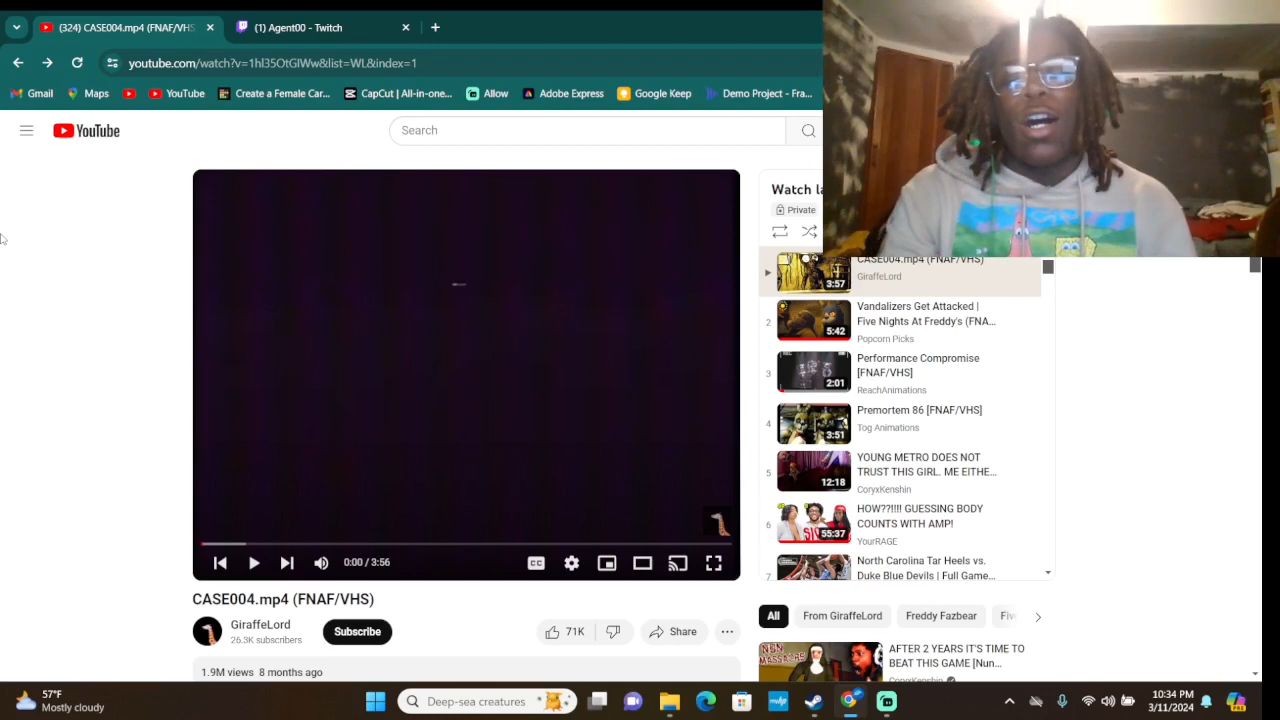 (324) CASE004.mp4 (FNAF/VHS
(1) Agent00 - Twitch
youtube.com/watch?v=1hl35OtGlWw&list=WL&index=1
Gmail
Maps
YouTube
Create a Female Car...
CapCut | All-in-one...
Allow
Adobe Express
Google Keep
Demo Project - Fra...
YouTube
Search
Watch la
Private
CASE004.mp4 (FNAF/VHS)
GiraffeLord
3:57
2
Vandalizers Get Attacked |
Five Nights At Freddy's (FNA...
Popcorn Picks
5:42
3
Performance Compromise
[FNAF/VHS]
ReachAnimations
2:01
4
Premortem 86 [FNAF/VHS]
Tog Animations
3:51
5
YOUNG METRO DOES NOT
TRUST THIS GIRL. ME EITHE...
CoryxKenshin
12:18
6
HOW??!!!! GUESSING BODY
COUNTS WITH AMP!
YourRAGE
55:37
7
North Carolina Tar Heels vs.
Duke Blue Devils | Full Game...
0:00 / 3:56
CC
CASE004.mp4 (FNAF/VHS)
GiraffeLord
26.3K subscribers
Subscribe
71K
Share
1.9M views 8 months ago
All
From GiraffeLord
Freddy Fazbear
Fiv
NUN
MASSACRE
AFTER 2 YEARS IT'S TIME TO
BEAT THIS GAME [Nun
CoryxKenshin
57°F
Mostly cloudy
Deep-sea creatures
10:34 PM
3/11/2024